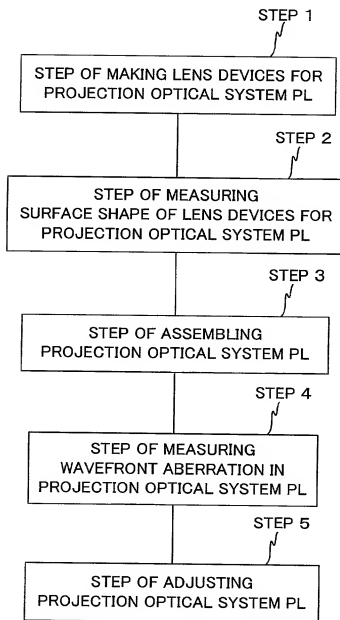 STEP 1
STEP OF MAKING LENS DEVICES FOR
PROJECTION OPTICAL SYSTEM PL
STEP 2
STEP OF MEASURING
SURFACE SHAPE OF LENS DEVICES FOR
PROJECTION OPTICAL SYSTEM PL
STEP 3
STEP OF ASSEMBLING
PROJECTION OPTICAL SYSTEM PL
STEP 4
STEP OF MEASURING
WAVEFRONT ABERRATION IN
PROJECTION OPTICAL SYSTEM PL
STEP 5
STEP OF ADJUSTING
PROJECTION OPTICAL SYSTEM PL